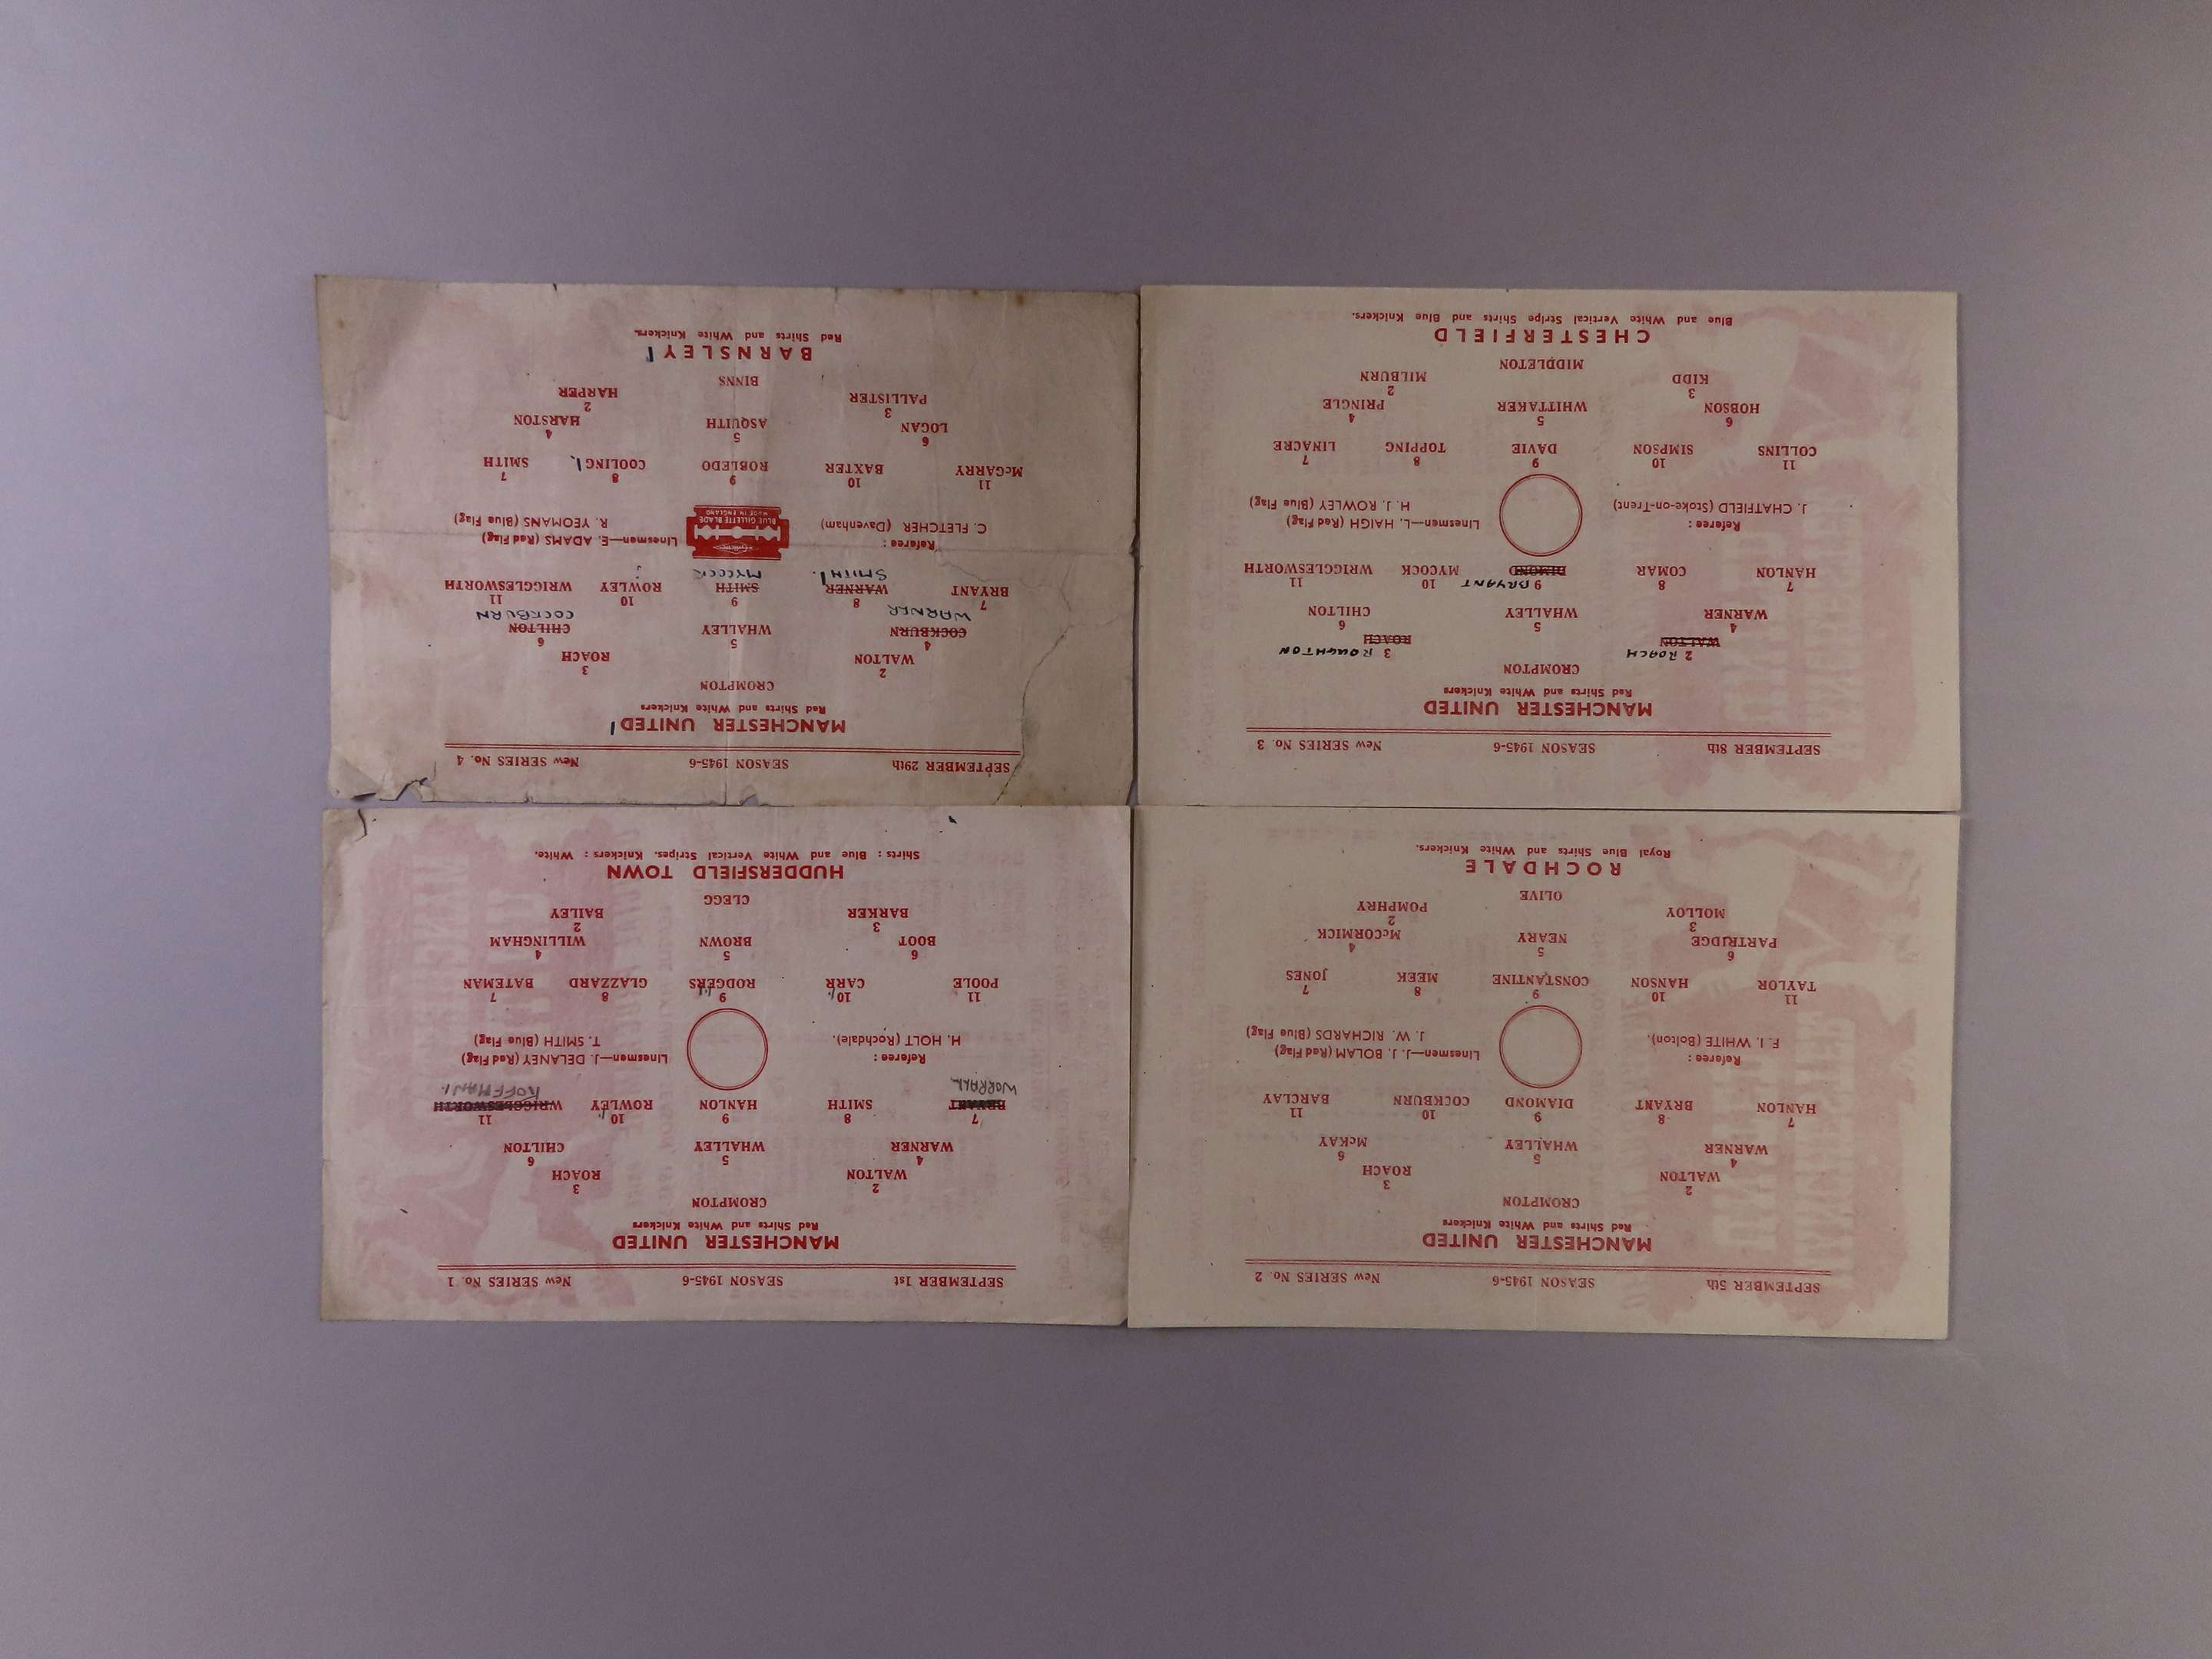 SEPTEMBER 5th SEASON 1945-6 New SERIES No. 2
MANCHESTER UNITED
Red Shirts and White Knickers
CROMPTON
2 3
WALTON ROACH
4 5 6
WARNER WHALLEY McKAY
7 8 9 10 11
HANLON BRYANT DIAMOND COCKBURN BARCLAY
Referee :
F. I. WHITE (Bolton).
Linesmen—J. J. BOLAM (Red Flag)
J. W. RICHARDS (Blue Flag)
11 10 9 8 7
TAYLOR HANSON CONSTANTINE MEEK JONES
6 5 4
PARTRIDGE NEARY McCORMICK
3 2
MOLLOY POMPHRY
OLIVE
ROCHDALE
Royal Blue Shirts and White Knickers.
SEPTEMBER 1st SEASON 1945-6 New SERIES No. 1
MANCHESTER UNITED
Red Shirts and White Knickers
CROMPTON
2 3
WALTON ROACH
4 5 6
WARNER WHALLEY CHILTON
7 8 9 10 11
BRYANT SMITH HANLON ROWLEY WRIGGLESWORTH
WORRALL ROFFMAN
Referee :
H. HOLT (Rochdale).
Linesmen—J. DELANEY (Red Flag)
T. SMITH (Blue Flag)
11 10 9 8 7
POOLE CARR RODGERS GLAZZARD BATEMAN
6 5 4
BOOT BROWN WILLINGHAM
3 2
BARKER BAILEY
CLEGG
HUDDERSFIELD TOWN
Shirts : Blue and White Vertical Stripes. Knickers : White.
SEPTEMBER 8th SEASON 1945-6 New SERIES No. 3
MANCHESTER UNITED
Red Shirts and White Knickers
CROMPTON
2 ROACH 3 ROUGHTON
WALTON ROACH
4 5 6
WARNER WHALLEY CHILTON
7 8 9 BRYANT 10 11
HANLON COMAR DIMOND MYCOCK WRIGGLESWORTH
Referee :
J. CHATFIELD (Stoke-on-Trent)
Linesmen—L. HAIGH (Red Flag)
H. J. ROWLEY (Blue Flag)
11 10 9 8 7
COLLINS SIMPSON DAVIE TOPPING LINACRE
6 5 4
HOBSON WHITTAKER PRINGLE
3 2
KIDD MILBURN
MIDDLETON
CHESTERFIELD
Blue and White Vertical Stripe Shirts and Blue Knickers.
SEPTEMBER 29th SEASON 1945-6 New SERIES No. 4
MANCHESTER UNITED
Red Shirts and White Knickers
CROMPTON
2 3
WALTON ROACH
4 5 6
COCKBURN WHALLEY CHILTON
WARNER COCKBURN
7 8 9 10 11
BRYANT WARNER SMITH ROWLEY WRIGGLESWORTH
SMITH MYCOCK
Referee :
C. FLETCHER (Davenham)
BLUE GILLETTE BLADE
MADE IN ENGLAND
Linesmen—E. ADAMS (Red Flag)
R. YEOMANS (Blue Flag)
11 10 9 8 7
McGARRY BAXTER ROBLEDO COOLING SMITH
6 5 4
LOGAN ASQUITH HARSTON
3 2
PALLISTER HARPER
BINNS
BARNSLEY
Red Shirts and White Knickers.